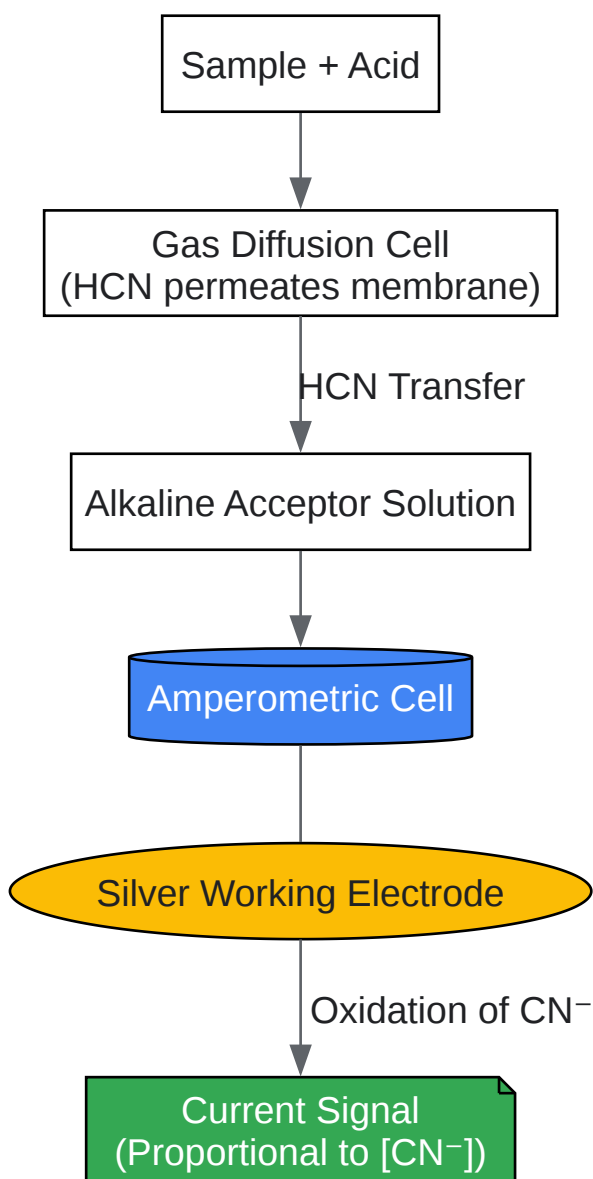 Sample + Acid
Gas Diffusion Cell
(HCN permeates membrane)
HCN Transfer
Alkaline Acceptor Solution
Amperometric Cell
Silver Working Electrode
Oxidation of CN⁻
Current Signal
(Proportional to [CN⁻])